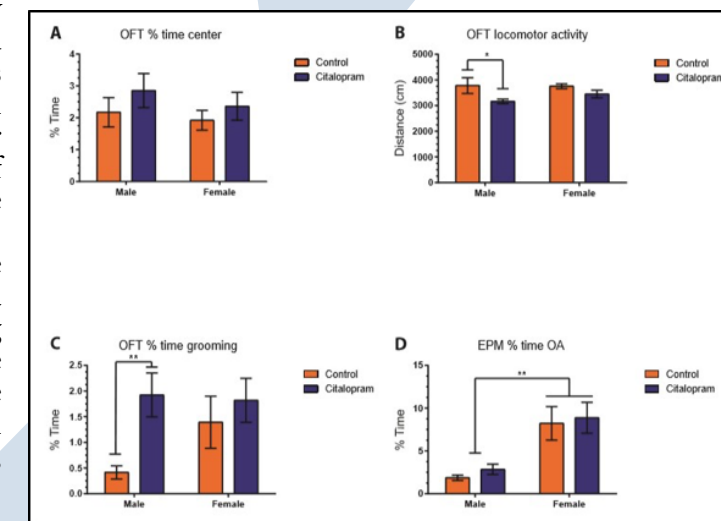 A OFT % time center
Control
Citalopram
% Time
4
3
2
1
0
Male Female
B OFT locomotor activity
*
Control
Citalopram
Distance (cm)
5000
4000
3000
2000
1000
0
Male Female
C OFT % time grooming
**
Control
Citalopram
% Time
2.5
2.0
1.5
1.0
0.5
0.0
Male Female
D EPM % time OA
**
Control
Citalopram
% Time
15
10
5
0
Male Female